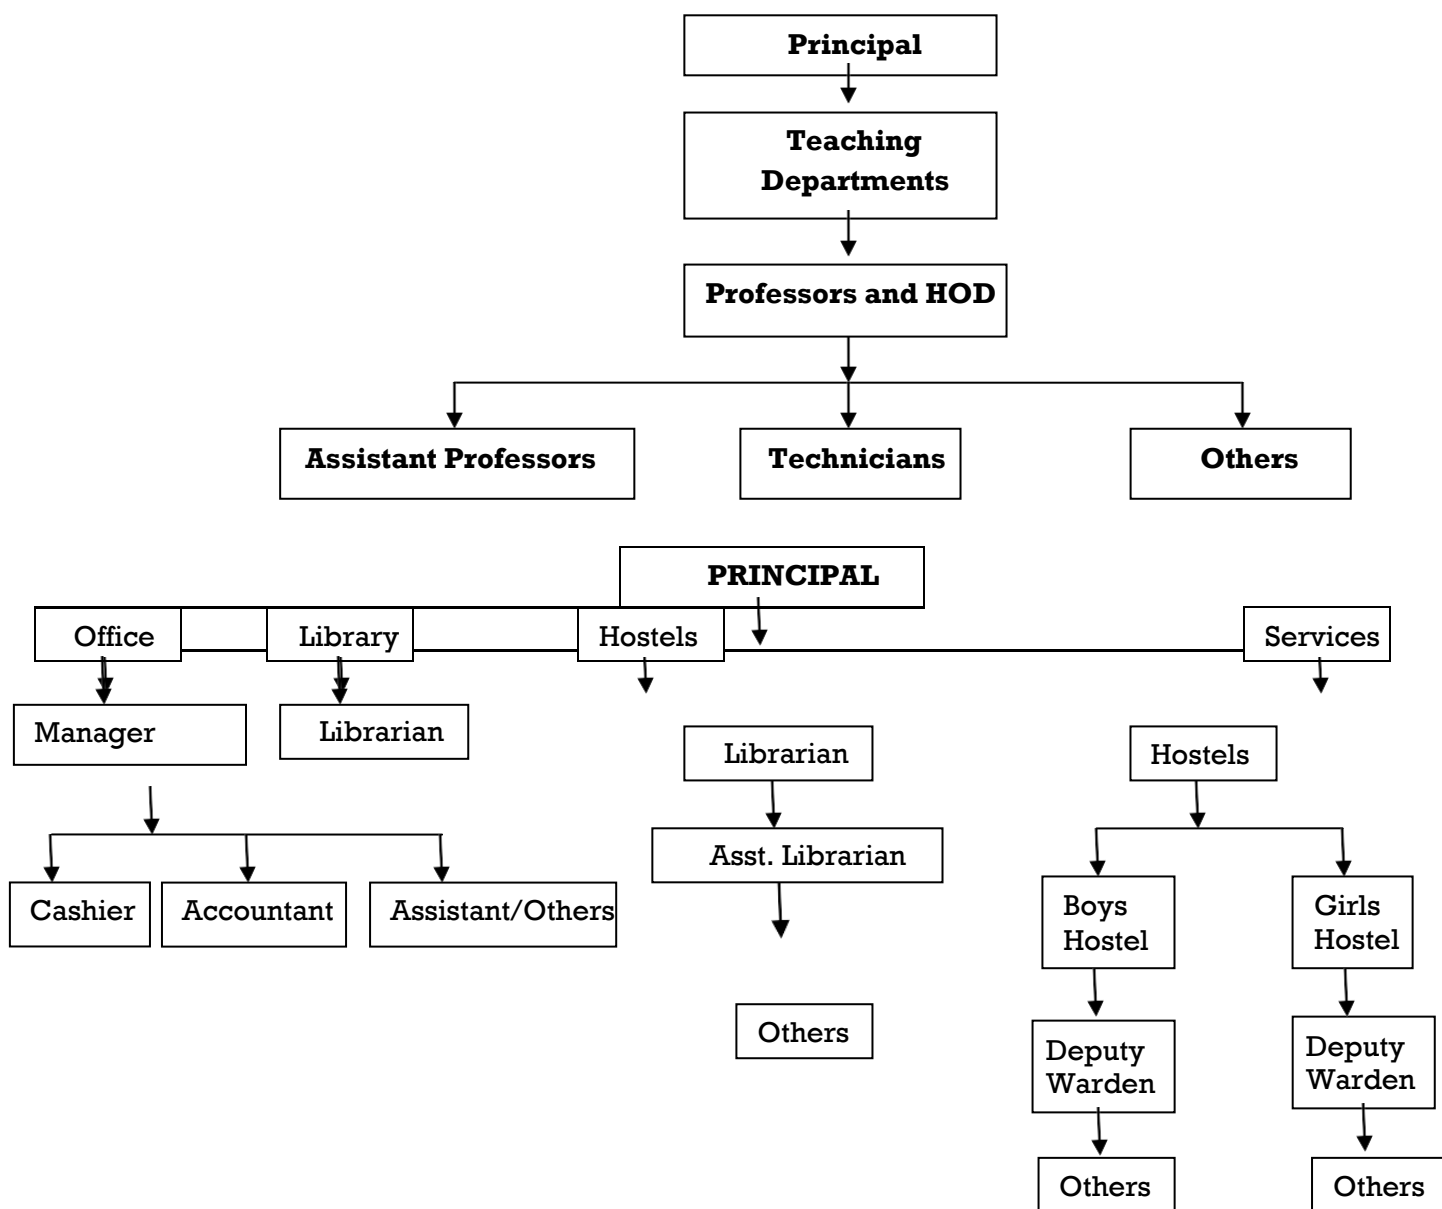 Principal
Teaching
Departments
Professors and HOD
Assistant Professors
Technicians
Others
PRINCIPAL
Office
Library
Hostels
Services
Manager
Librarian
Librarian
Hostels
Asst. Librarian
Cashier
Accountant
Assistant/Others
Boys
Hostel
Girls
Hostel
Others
Deputy
Warden
Deputy
Warden
Others
Others